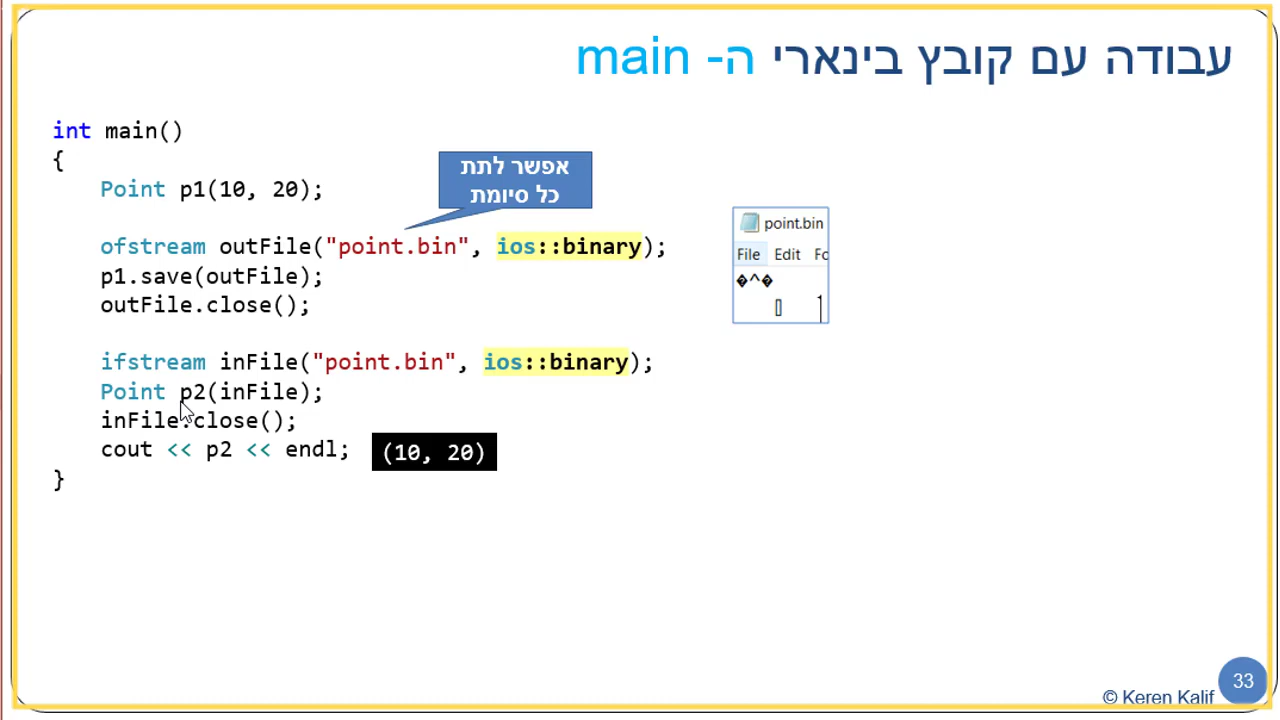 עבודה עם קובץ בינארי ה- main
int main()
{
Point p1(10, 20);
אפשר לתת
כל סיומת
ofstream outFile("point.bin", ios::binary);
p1.save(outFile);
outFile.close();
ifstream inFile("point.bin", ios::binary);
Point p2(inFile);
inFile.close();
cout << p2 << endl;
(10, 20)
}
point.bin
File Edit Fo
�^�
© Keren Kalif
33